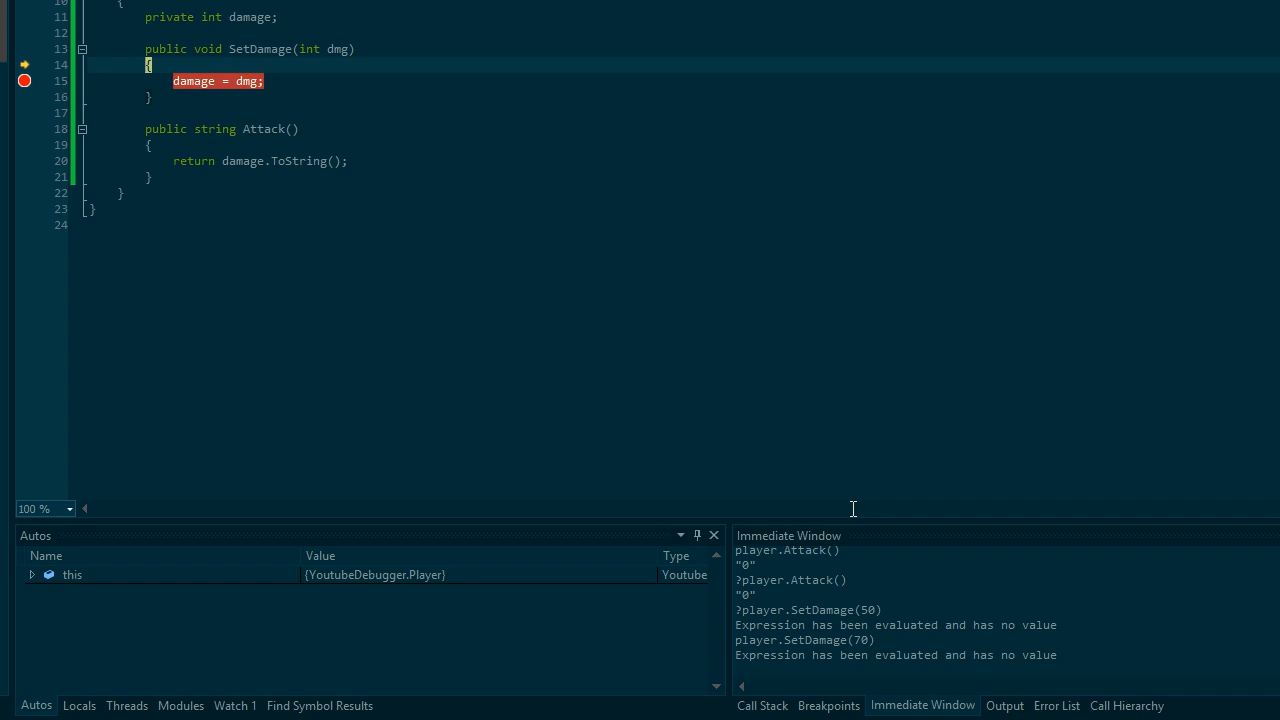 10 {
11 private int damage;
12
13 public void SetDamage(int dmg)
14 {
15 damage = dmg;
16 }
17
18 public string Attack()
19 {
20 return damage.ToString();
21 }
22 }
23 }
24
100 %
Autos
Name Value Type
this {YoutubeDebugger.Player} Youtube
Immediate Window
player.Attack()
"0"
?player.Attack()
"0"
?player.SetDamage(50)
Expression has been evaluated and has no value
player.SetDamage(70)
Expression has been evaluated and has no value
Autos Locals Threads Modules Watch 1 Find Symbol Results
Call Stack Breakpoints Immediate Window Output Error List Call Hierarchy